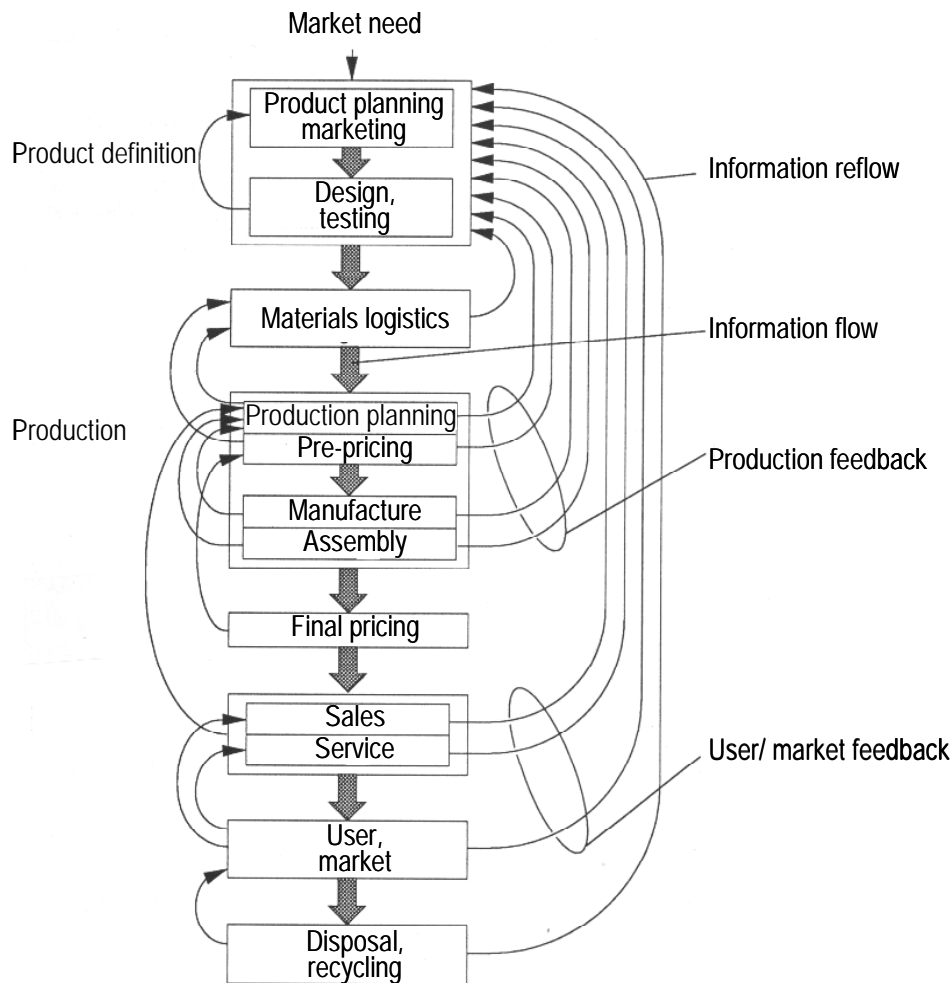 Market need
Product planning
marketing
Product definition
Information reflow
Design,
testing
Materials logistics
Information flow
Production planning
Production
Pre-pricing
Production feedback
Manufacture
Assembly
Final pricing
Sales
Service
User/ market feedback
User,
market
Disposal,
recycling